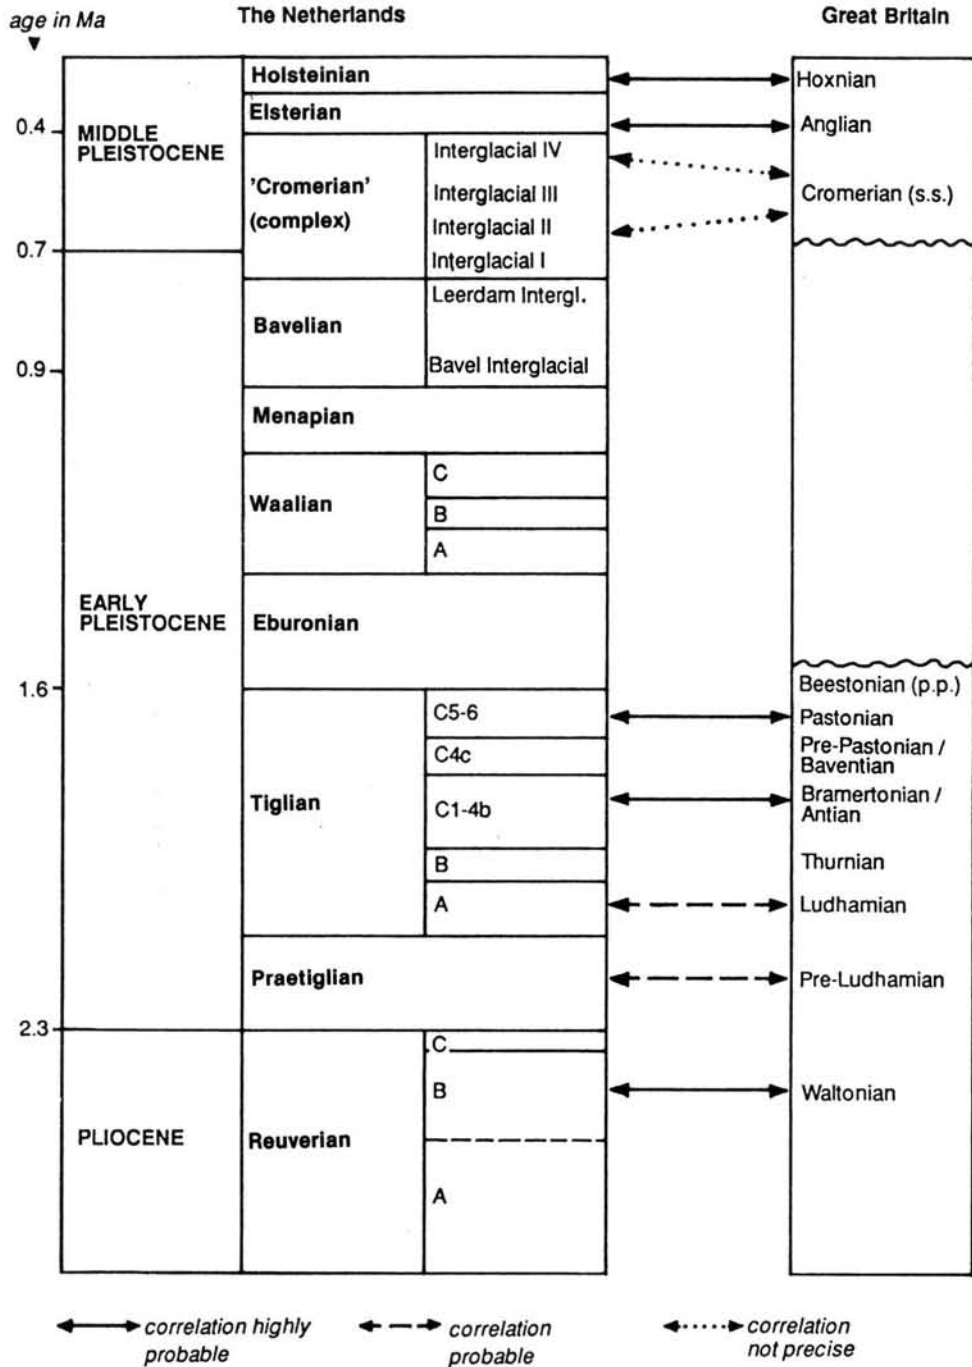 age in Ma
The Netherlands
Great Britain
MIDDLE
PLEISTOCENE
EARLY
PLEISTOCENE
PLIOCENE
0.4
0.7
0.9
1.6
2.3
Holsteinian
Elsterian
'Cromerian'
(complex)
Interglacial IV
Interglacial III
Interglacial II
Interglacial I
Bavelian
Leerdam Intergl.
Bavel Interglacial
Menapian
Waalian
C
B
A
Eburonian
Tiglian
C5-6
C4c
C1-4b
B
A
Praetiglian
Reuverian
C
B
A
Hoxnian
Anglian
Cromerian (s.s.)
Beestonian (p.p.)
Pastonian
Pre-Pastonian /
Baventian
Bramertonian /
Antian
Thurnian
Ludhamian
Pre-Ludhamian
Waltonian
correlation highly
probable
correlation
probable
correlation
not precise